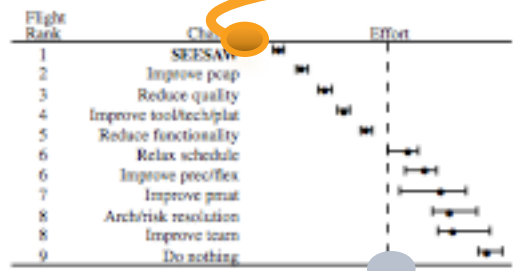 Flight
Rank Cha Effort
1 SEESAW
2 Improve pcap
3 Reduce quality
4 Improve tool/tech/plat
5 Reduce functionality
6 Relax schedule
6 Improve prec/flex
7 Improve pmat
8 Arch/risk resolution
8 Improve team
9 Do nothing